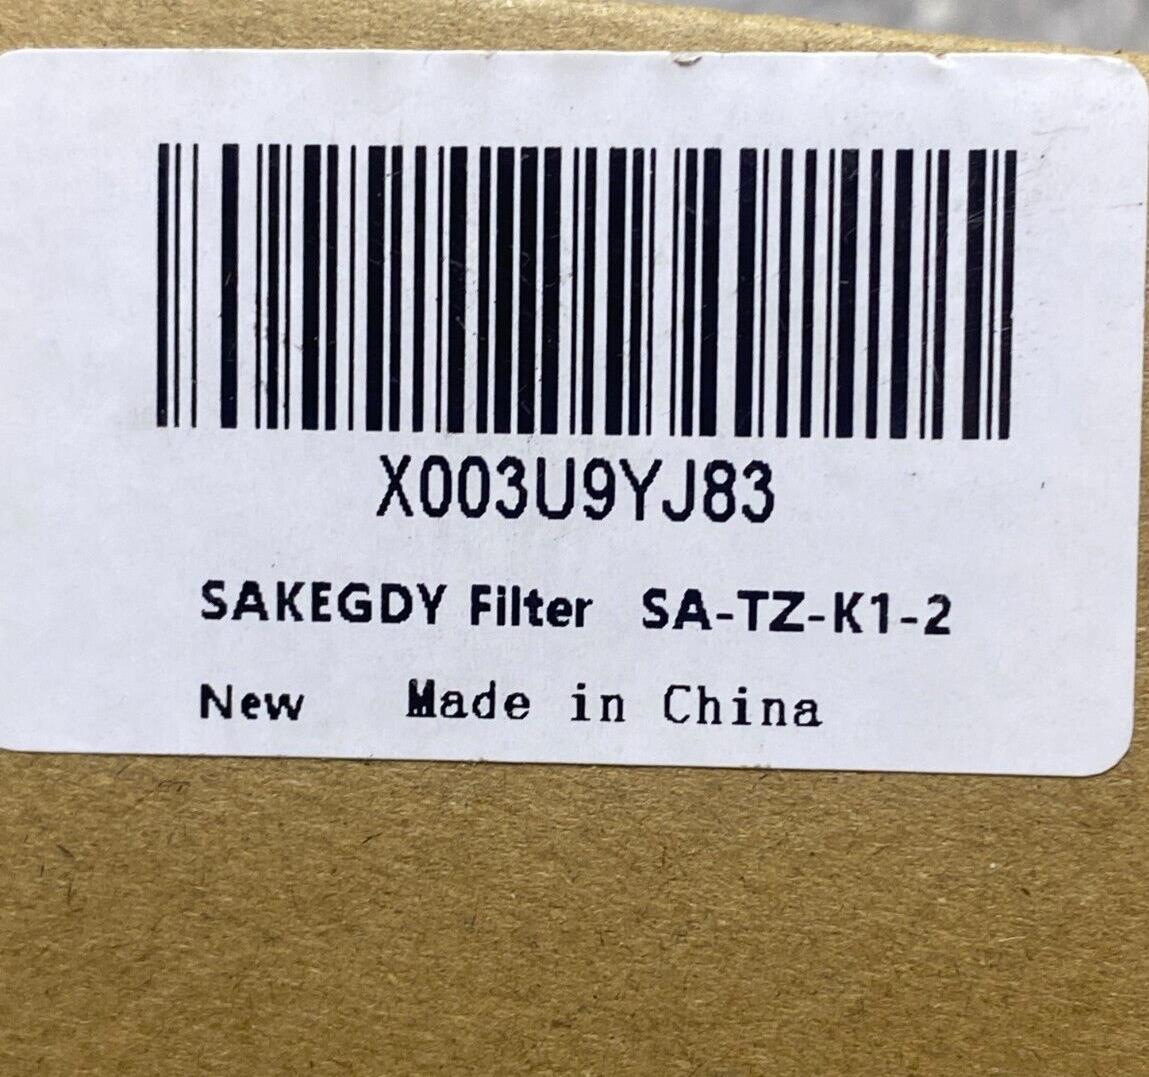 X003U9YJ83
SAKEGDY Filter SA-TZ-K1-2
New Made in China